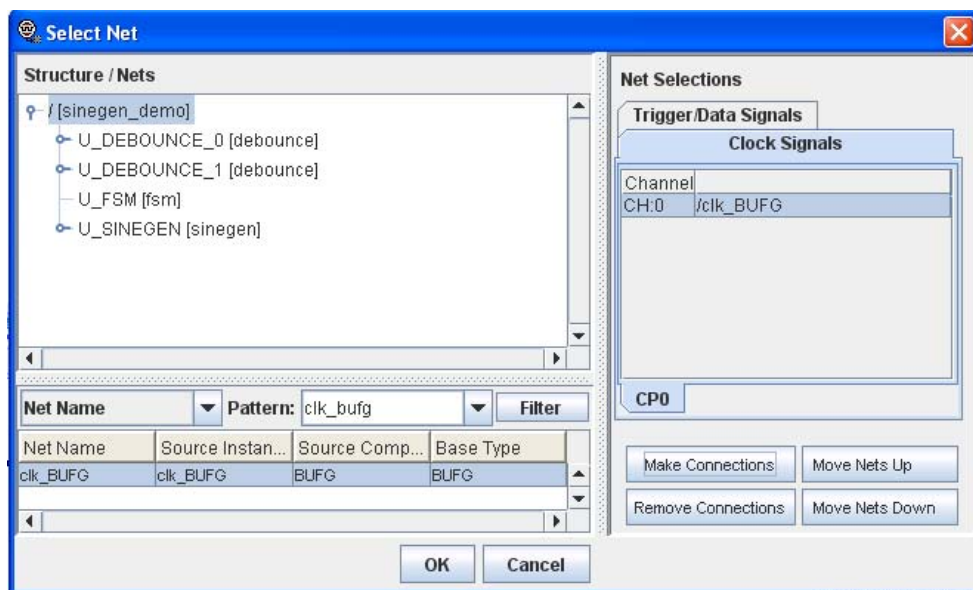 Select Net
Structure / Nets
/ [sinegen_demo]
U_DEBOUNCE_0 [debounce]
U_DEBOUNCE_1 [debounce]
U_FSM [fsm]
U_SINEGEN [sinegen]
Net Name Pattern: clk_bufg Filter
Net Name Source Instan... Source Comp... Base Type
clk_BUFG clk_BUFG BUFG BUFG
Net Selections
Trigger/Data Signals
Clock Signals
Channel
CH:0 /clk_BUFG
CP0
Make Connections Move Nets Up
Remove Connections Move Nets Down
OK Cancel